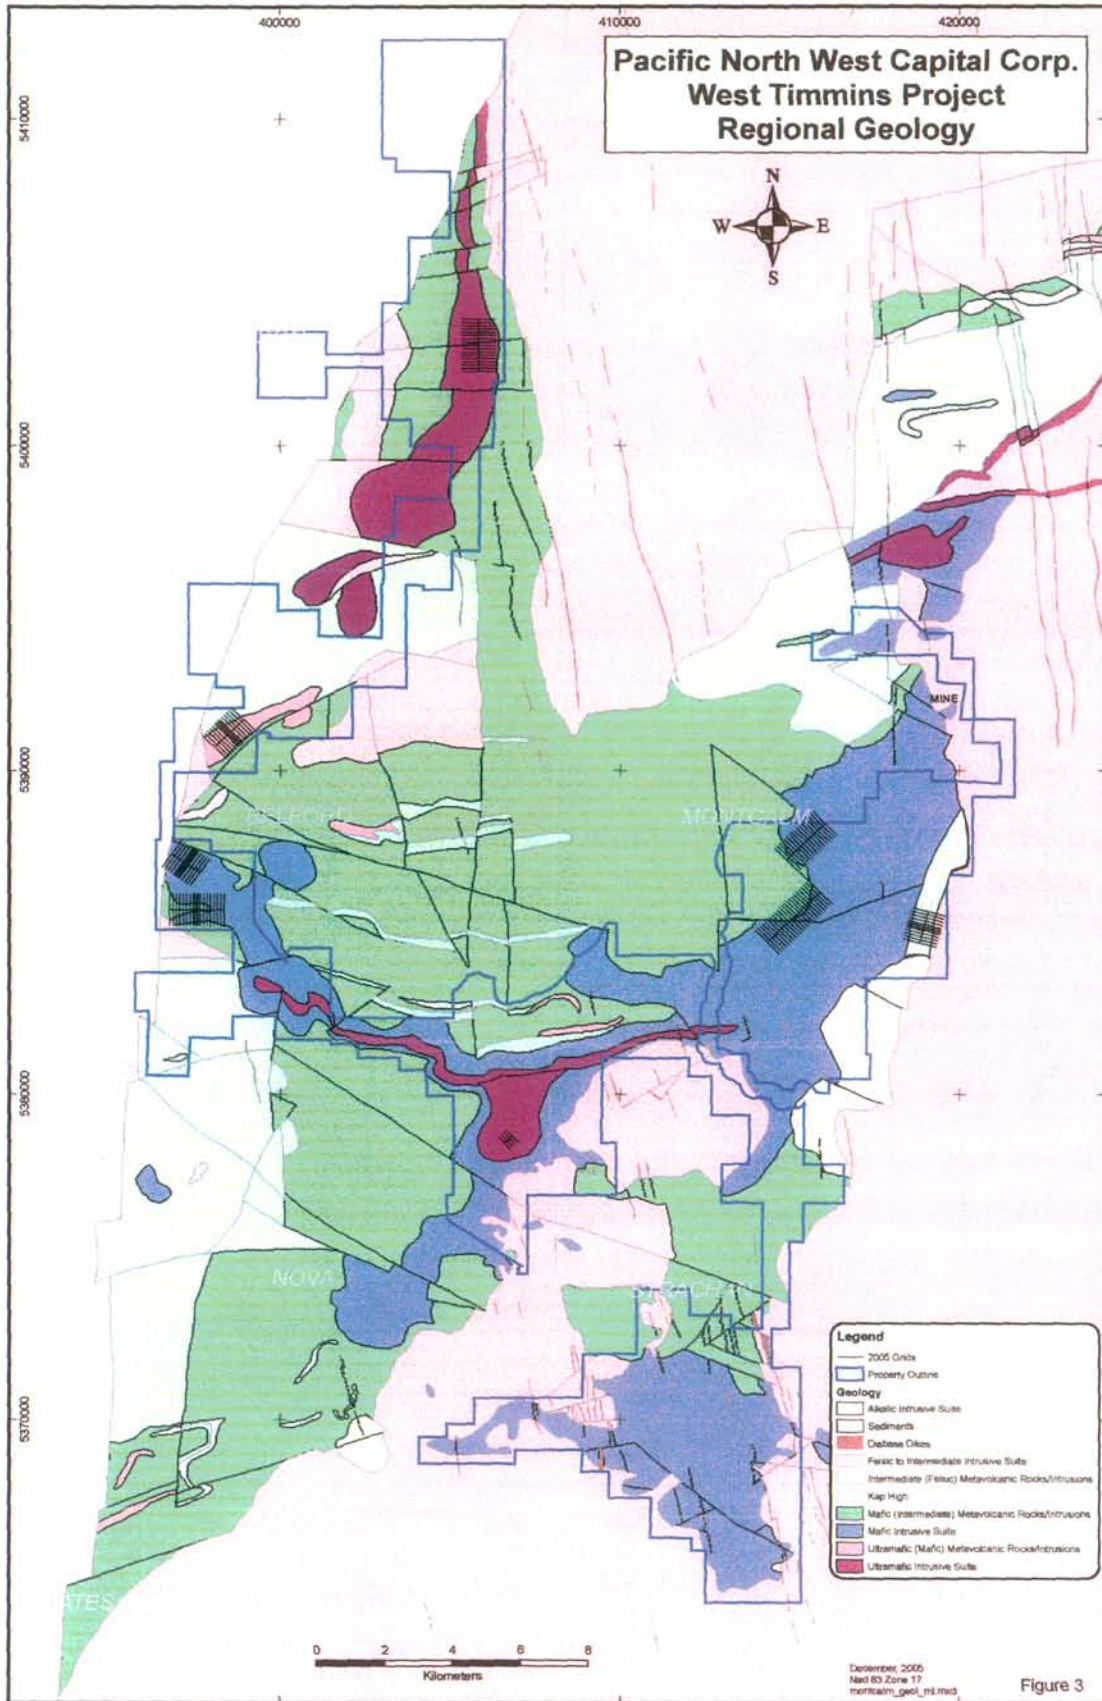 400000
410000
420000
Pacific North West Capital Corp.
West Timmins Project
Regional Geology
N
W E
S
5410000
5400000
5390000
5380000
5370000
MINE
BELFORD
MONTCALM
NOVA
STRACHAN
Legend
2005 Grids
Property Outline
Geology
Alkalic Intrusive Suite
Sediments
Diabase Dikes
Felsic to Intermediate Intrusive Suite
Intermediate (Felsic) Metavolcanic Rocks/Intrusions
Kap High
Mafic (Intermediate) Metavolcanic Rocks/Intrusions
Mafic Intrusive Suite
Ultramafic (Mafic) Metavolcanic Rocks/Intrusions
Ultramafic Intrusive Suite
ATES
0 2 4 6 8
Kilometers
December, 2005
Nad 83 Zone 17
Figure 3